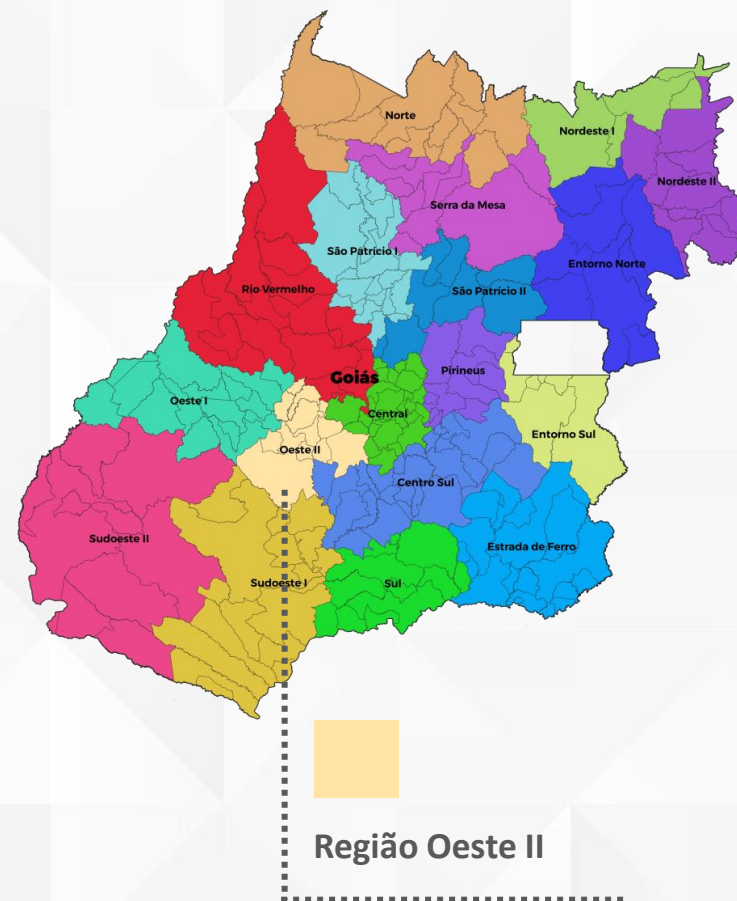 Norte
Nordeste I
Nordeste II
Serra da Mesa
São Patrício I
Entorno Norte
Rio Vermelho
São Patricio II
Pirineus
Goiás
Oeste I
Central
Entorno Sul
Oeste II
Centro Sul
Sudoeste II
Estrada de Ferro
Sudoeste I
Sul
Região Oeste II